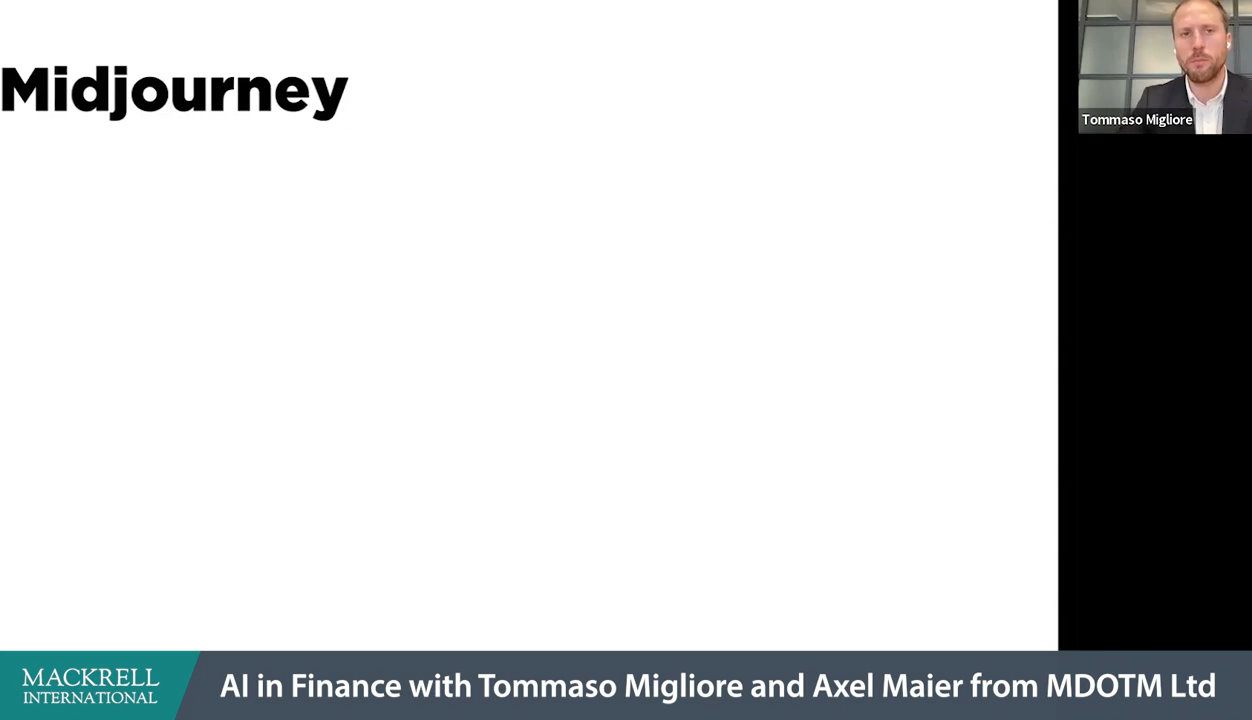 Midjourney
Tommaso Migliore
MACKRELL
INTERNATIONAL
AI in Finance with Tommaso Migliore and Axel Maier from MDOTM Ltd